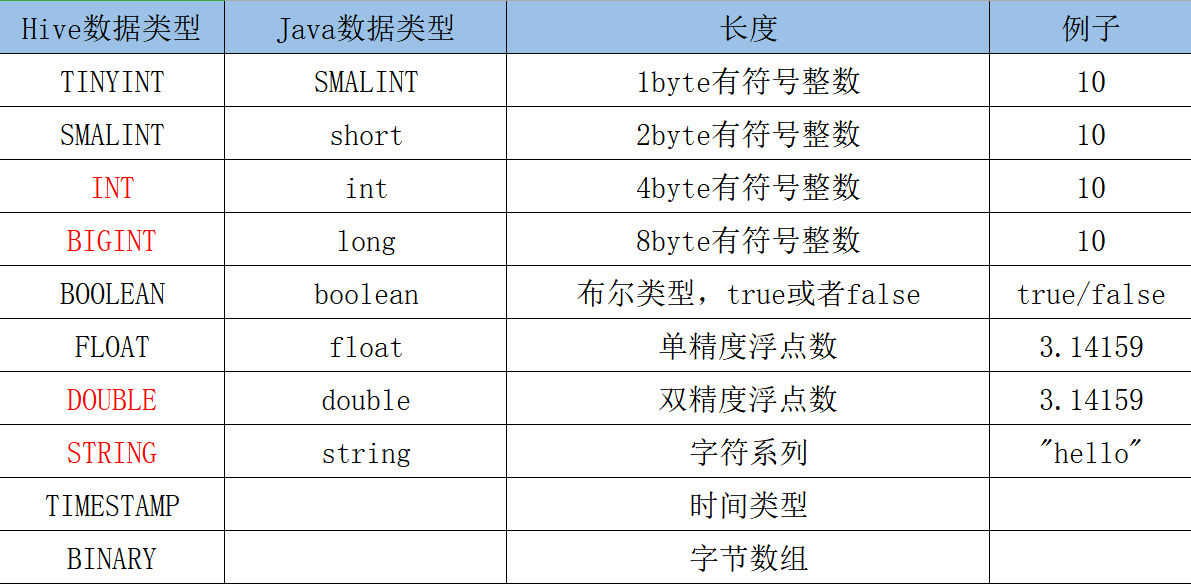 Hive数据类型 Java数据类型 长度 例子
TINYINT SMALINT 1byte有符号整数 10
SMALINT short 2byte有符号整数 10
INT int 4byte有符号整数 10
BIGINT long 8byte有符号整数 10
BOOLEAN boolean 布尔类型，true或者false true/false
FLOAT float 单精度浮点数 3.14159
DOUBLE double 双精度浮点数 3.14159
STRING string 字符系列 "hello"
TIMESTAMP 时间类型
BINARY 字节数组